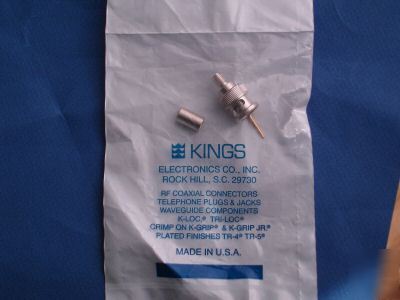 KINGS
ELECTRONICS CO., INC.
ROCK HILL, S.C. 29730
RF COAXIAL CONNECTORS
TELEPHONE PLUGS & JACKS
WAVEGUIDE COMPONENTS
K-LOC® TRI-LOC®
CRIMP ON K-GRIP® & K-GRIP JR.®
PLATED FINISHES TR-4® TR-5®
MADE IN U.S.A.